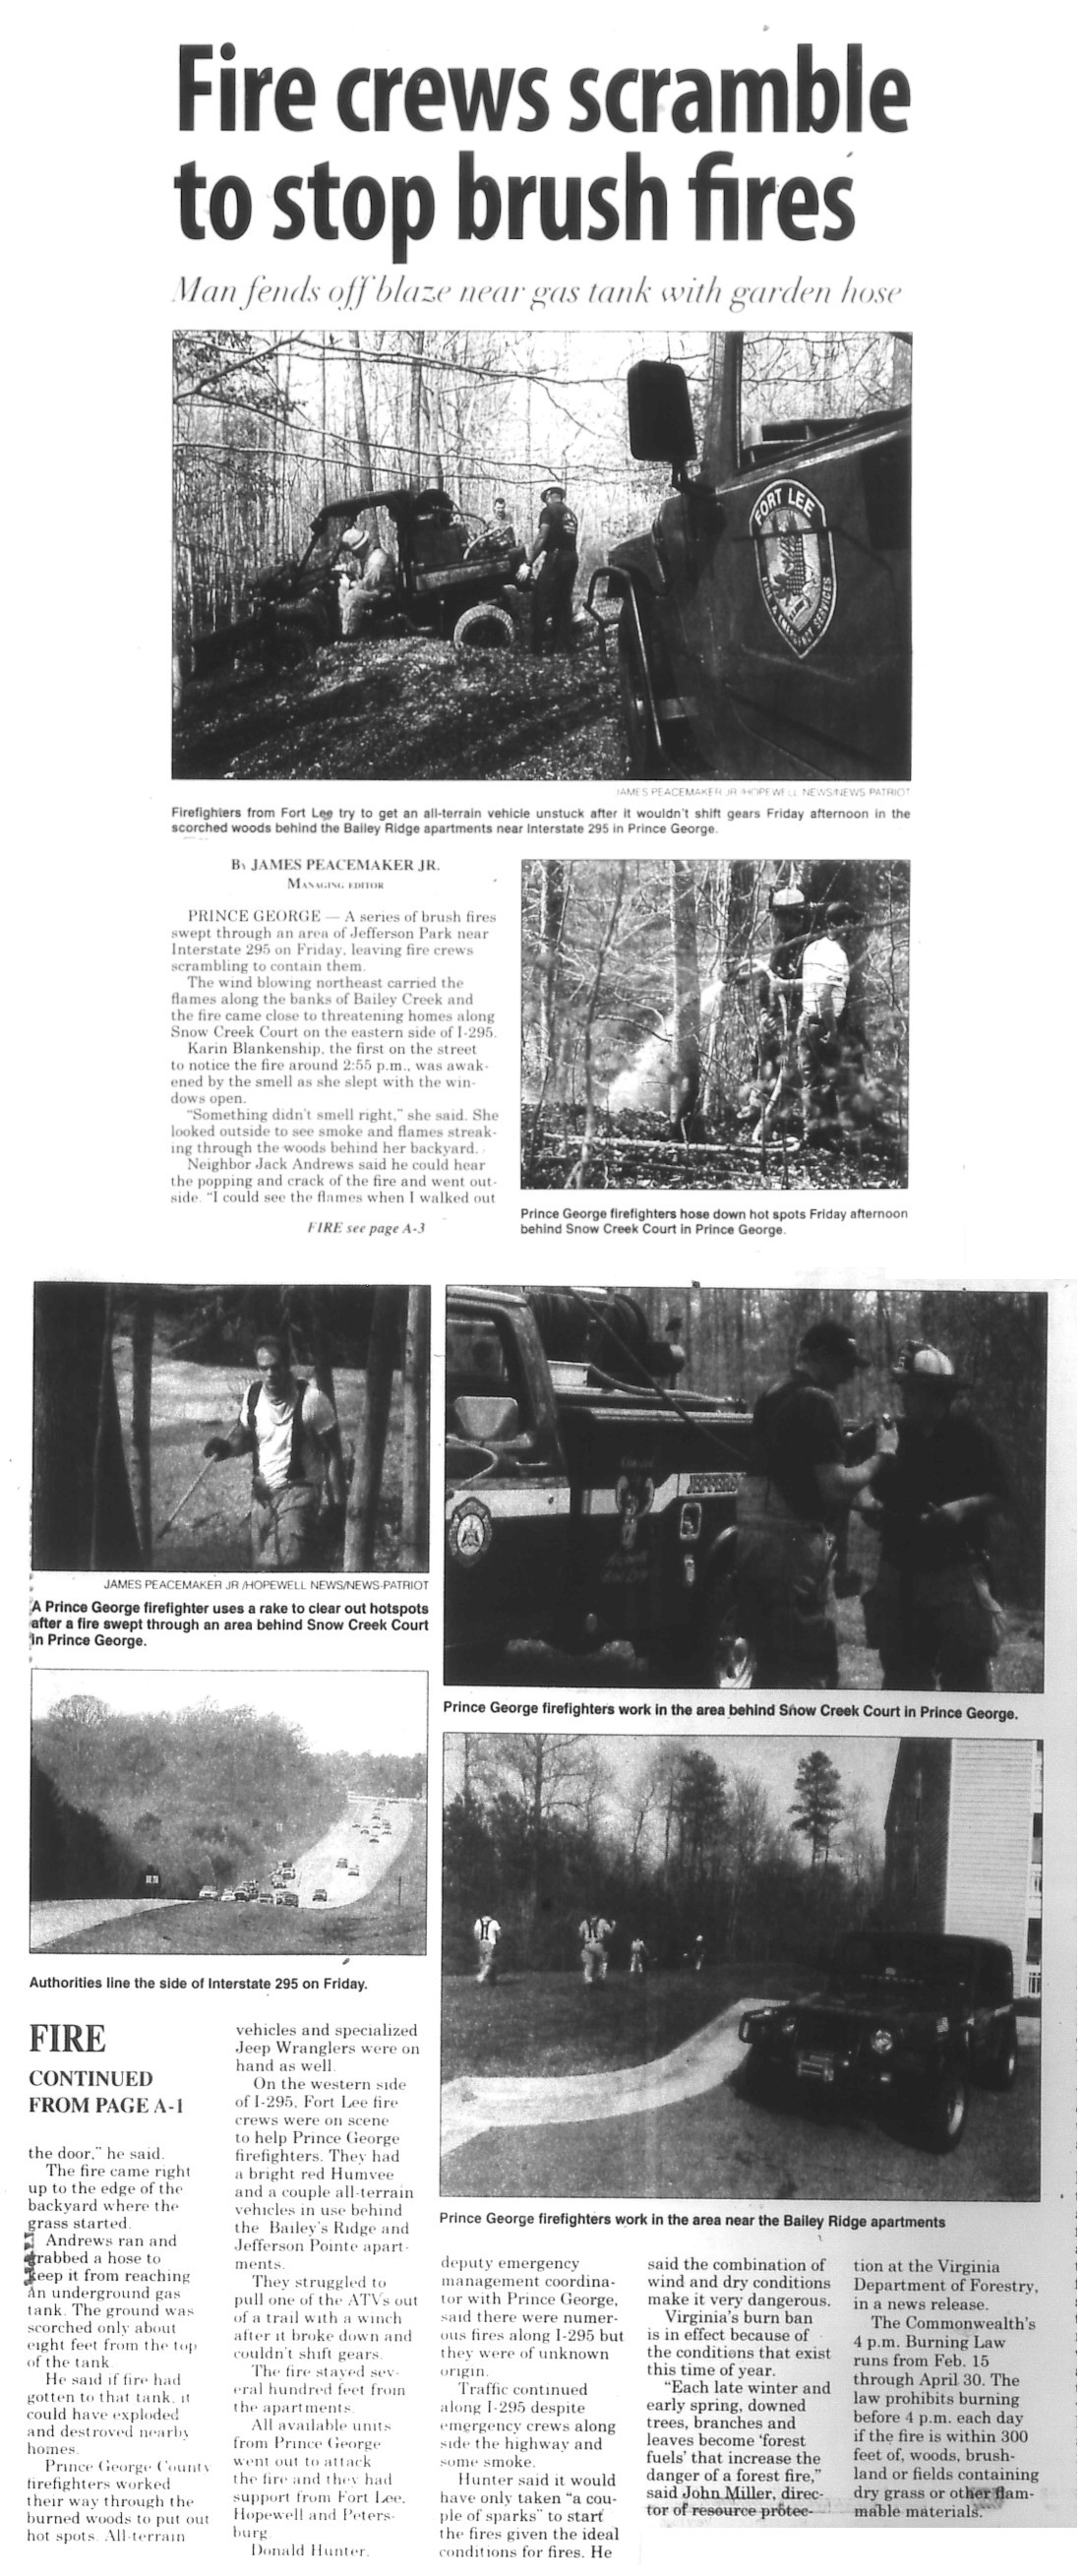 Fire crews scramble
to stop brush fires
Man fends off blaze near gas tank with garden hose
FORT LEE
FIRE & EMERGENCY SERVICES
JAMES PEACEMAKER JR /HOPEWELL NEWS/NEWS PATRIOT
Firefighters from Fort Lee try to get an all-terrain vehicle unstuck after it wouldn't shift gears Friday afternoon in the
scorched woods behind the Bailey Ridge apartments near Interstate 295 in Prince George.
By JAMES PEACEMAKER JR.
MANAGING EDITOR
PRINCE GEORGE — A series of brush fires
swept through an area of Jefferson Park near
Interstate 295 on Friday, leaving fire crews
scrambling to contain them.
The wind blowing northeast carried the
flames along the banks of Bailey Creek and
the fire came close to threatening homes along
Snow Creek Court on the eastern side of I-295.
Karin Blankenship, the first on the street
to notice the fire around 2:55 p.m., was awak-
ened by the smell as she slept with the win-
dows open.
"Something didn't smell right," she said. She
looked outside to see smoke and flames streak-
ing through the woods behind her backyard.
Neighbor Jack Andrews said he could hear
the popping and crack of the fire and went out-
side. "I could see the flames when I walked out
FIRE see page A-3
Prince George firefighters hose down hot spots Friday afternoon
behind Snow Creek Court in Prince George.
JAMES PEACEMAKER JR /HOPEWELL NEWS/NEWS-PATRIOT
A Prince George firefighter uses a rake to clear out hotspots
after a fire swept through an area behind Snow Creek Court
in Prince George.
Prince George firefighters work in the area behind Snow Creek Court in Prince George.
Authorities line the side of Interstate 295 on Friday.
Prince George firefighters work in the area near the Bailey Ridge apartments
FIRE
CONTINUED
FROM PAGE A-1
the door," he said.
The fire came right
up to the edge of the
backyard where the
grass started.
Andrews ran and
grabbed a hose to
keep it from reaching
an underground gas
tank. The ground was
scorched only about
eight feet from the top
of the tank.
He said if fire had
gotten to that tank, it
could have exploded
and destroyed nearby
homes.
Prince George County
firefighters worked
their way through the
burned woods to put out
hot spots. All-terrain
vehicles and specialized
Jeep Wranglers were on
hand as well.
On the western side
of I-295, Fort Lee fire
crews were on scene
to help Prince George
firefighters. They had
a bright red Humvee
and a couple all-terrain
vehicles in use behind
the Bailey's Ridge and
Jefferson Pointe apart-
ments.
They struggled to
pull one of the ATVs out
of a trail with a winch
after it broke down and
couldn't shift gears.
The fire stayed sev-
eral hundred feet from
the apartments.
All available units
from Prince George
went out to attack
the fire and they had
support from Fort Lee,
Hopewell and Peters-
burg.
Donald Hunter,
deputy emergency
management coordina-
tor with Prince George,
said there were numer-
ous fires along I-295 but
they were of unknown
origin.
Traffic continued
along I-295 despite
emergency crews along
side the highway and
some smoke.
Hunter said it would
have only taken "a cou-
ple of sparks" to start
the fires given the ideal
conditions for fires. He
said the combination of
wind and dry conditions
make it very dangerous.
Virginia's burn ban
is in effect because of
the conditions that exist
this time of year.
"Each late winter and
early spring, downed
trees, branches and
leaves become 'forest
fuels' that increase the
danger of a forest fire,"
said John Miller, direc-
tor of resource protec-
tion at the Virginia
Department of Forestry,
in a news release.
The Commonwealth's
4 p.m. Burning Law
runs from Feb. 15
through April 30. The
law prohibits burning
before 4 p.m. each day
if the fire is within 300
feet of, woods, brush-
land or fields containing
dry grass or other flam-
mable materials.